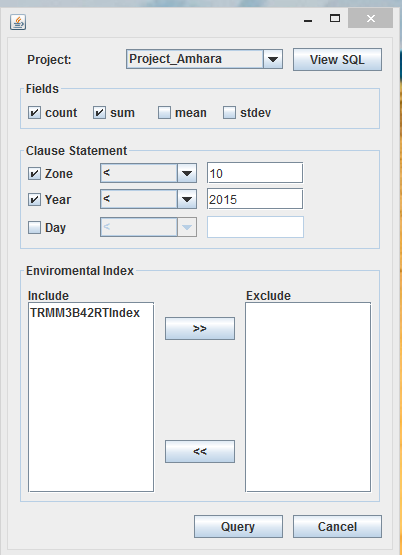 Project: Project_Amhara View SQL
Fields
count sum mean stdev
Clause Statement
Zone < 10
Year < 2015
Day <
Enviromental Index
Include Exclude
TRMM3B42RTIndex
>>
<<
Query Cancel